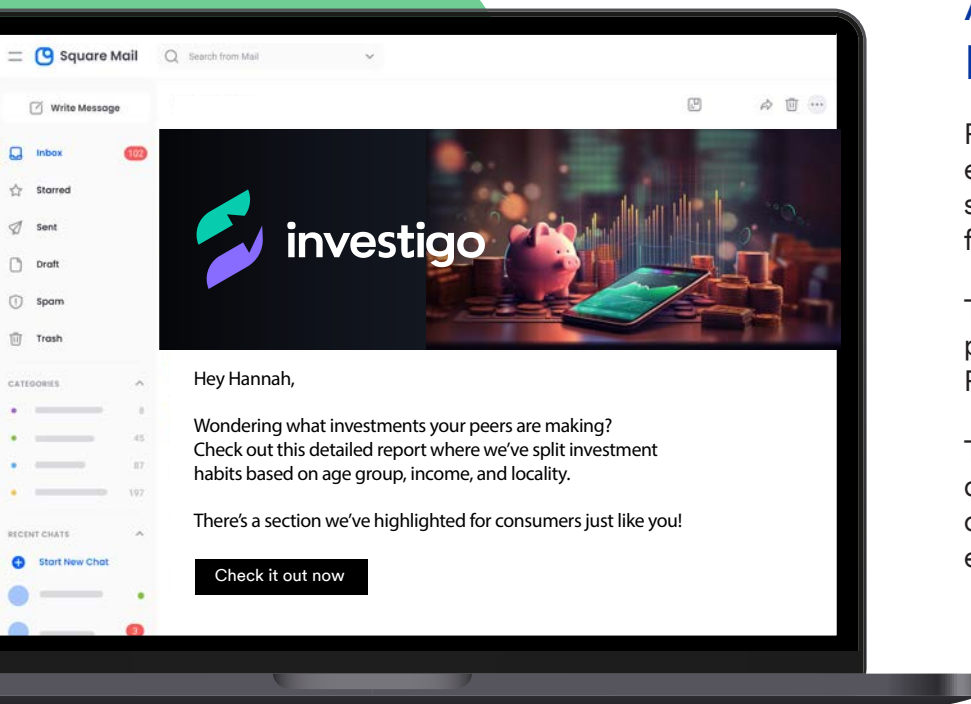 Square Mail
Search from Mail
Write Message
Inbox 102
Starred
Sent
Draft
Spam
Trash
CATEGORIES
8
45
87
197
RECENT CHATS
Start New Chat
3
investigo
Hey Hannah,
Wondering what investments your peers are making?
Check out this detailed report where we’ve split investment
habits based on age group, income, and locality.
There’s a section we’ve highlighted for consumers just like you!
Check it out now